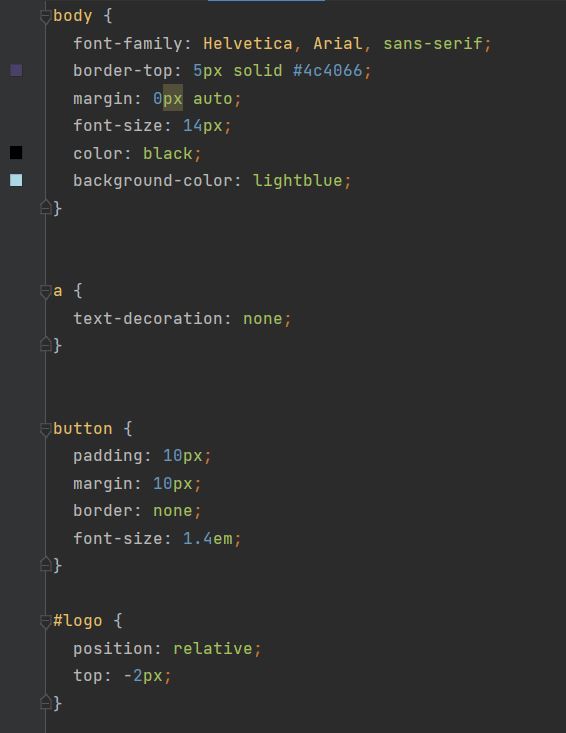 body {
  font-family: Helvetica, Arial, sans-serif;
  border-top: 5px solid #4c4066;
  margin: 0px auto;
  font-size: 14px;
  color: black;
  background-color: lightblue;
}
a {
  text-decoration: none;
}
button {
  padding: 10px;
  margin: 10px;
  border: none;
  font-size: 1.4em;
}
#logo {
  position: relative;
  top: -2px;
}